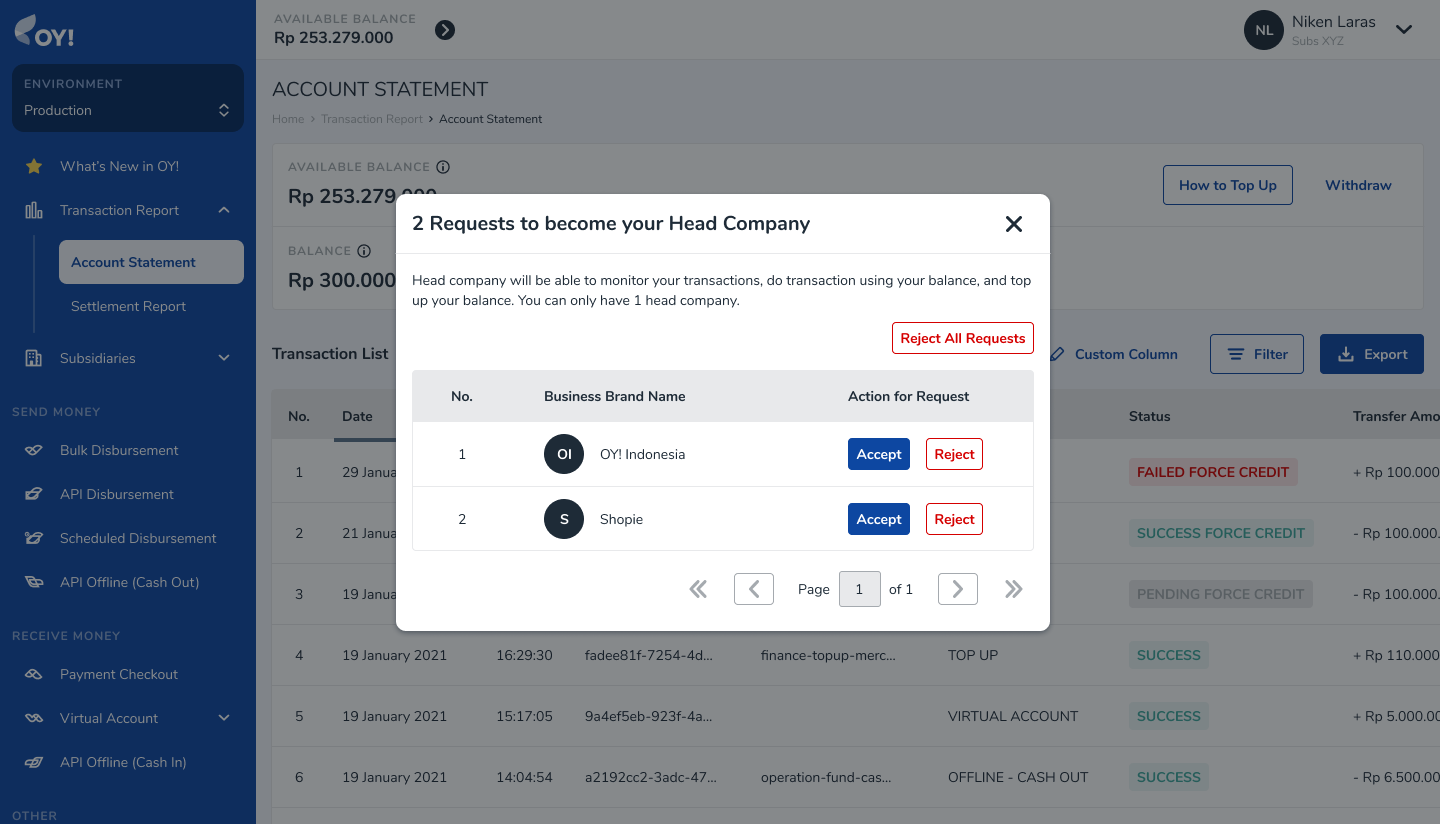 OY!
ENVIRONMENT
Production
What's New in OY!
Transaction Report
Account Statement
Settlement Report
Subsidiaries
SEND MONEY
Bulk Disbursement
API Disbursement
Scheduled Disbursement
API Offline (Cash Out)
RECEIVE MONEY
Payment Checkout
Virtual Account
API Offline (Cash In)
OTHER
AVAILABLE BALANCE
Rp 253.279.000
NL
Niken Laras
Subs XYZ
ACCOUNT STATEMENT
Home > Transaction Report > Account Statement
AVAILABLE BALANCE
Rp 253.279.000
How to Top Up
Withdraw
BALANCE
Rp 300.000
Transaction List
Custom Column
Filter
Export
No. Date Status Transfer Amo
1 29 Janua FAILED FORCE CREDIT + Rp 100.000
2 21 Janua SUCCESS FORCE CREDIT - Rp 100.000.
3 19 Janua PENDING FORCE CREDIT - Rp 100.000.
4 19 January 2021 16:29:30 fadee81f-7254-4d... finance-topup-merc... TOP UP SUCCESS + Rp 110.000
5 19 January 2021 15:17:05 9a4ef5eb-923f-4a... VIRTUAL ACCOUNT SUCCESS + Rp 5.000.00
6 19 January 2021 14:04:54 a2192cc2-3adc-47... operation-fund-cas... OFFLINE - CASH OUT SUCCESS - Rp 6.500.00
2 Requests to become your Head Company
Head company will be able to monitor your transactions, do transaction using your balance, and top
up your balance. You can only have 1 head company.
Reject All Requests
No. Business Brand Name Action for Request
1 OI OY! Indonesia Accept Reject
2 S Shopie Accept Reject
Page 1 of 1